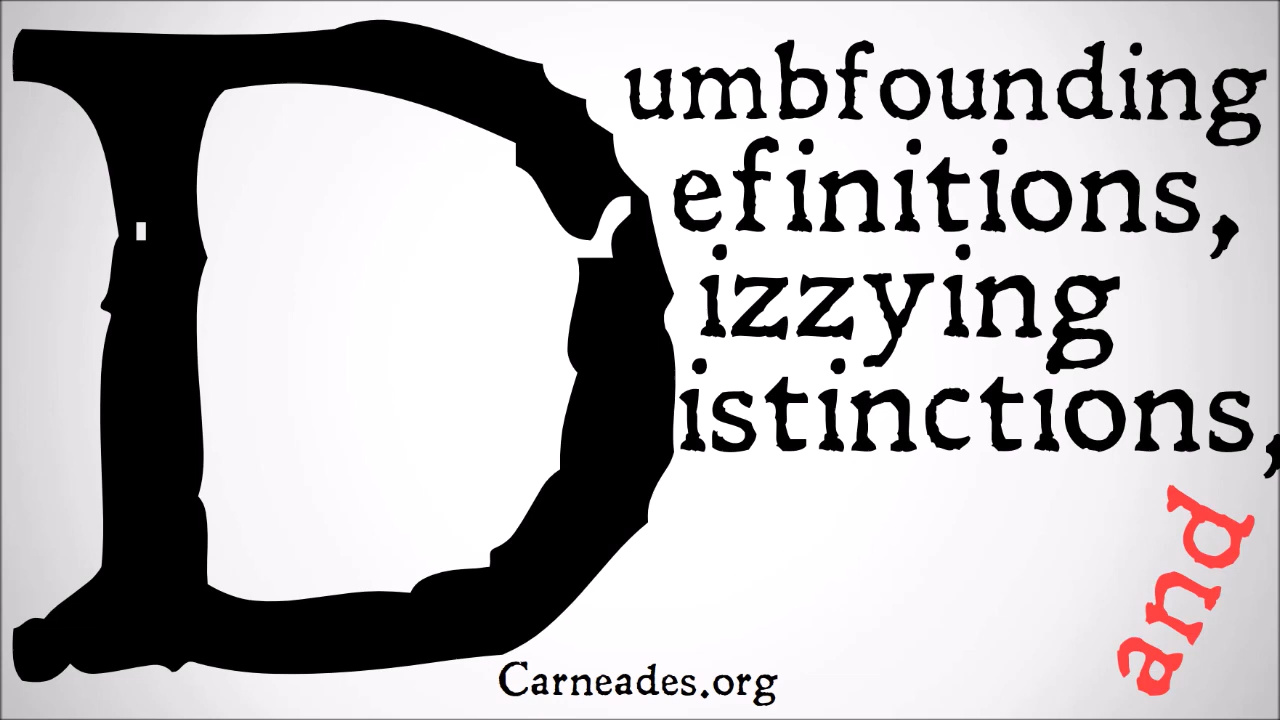 D
umbfounding
efinitions,
izzying
istinctions,
and
Carneades.org